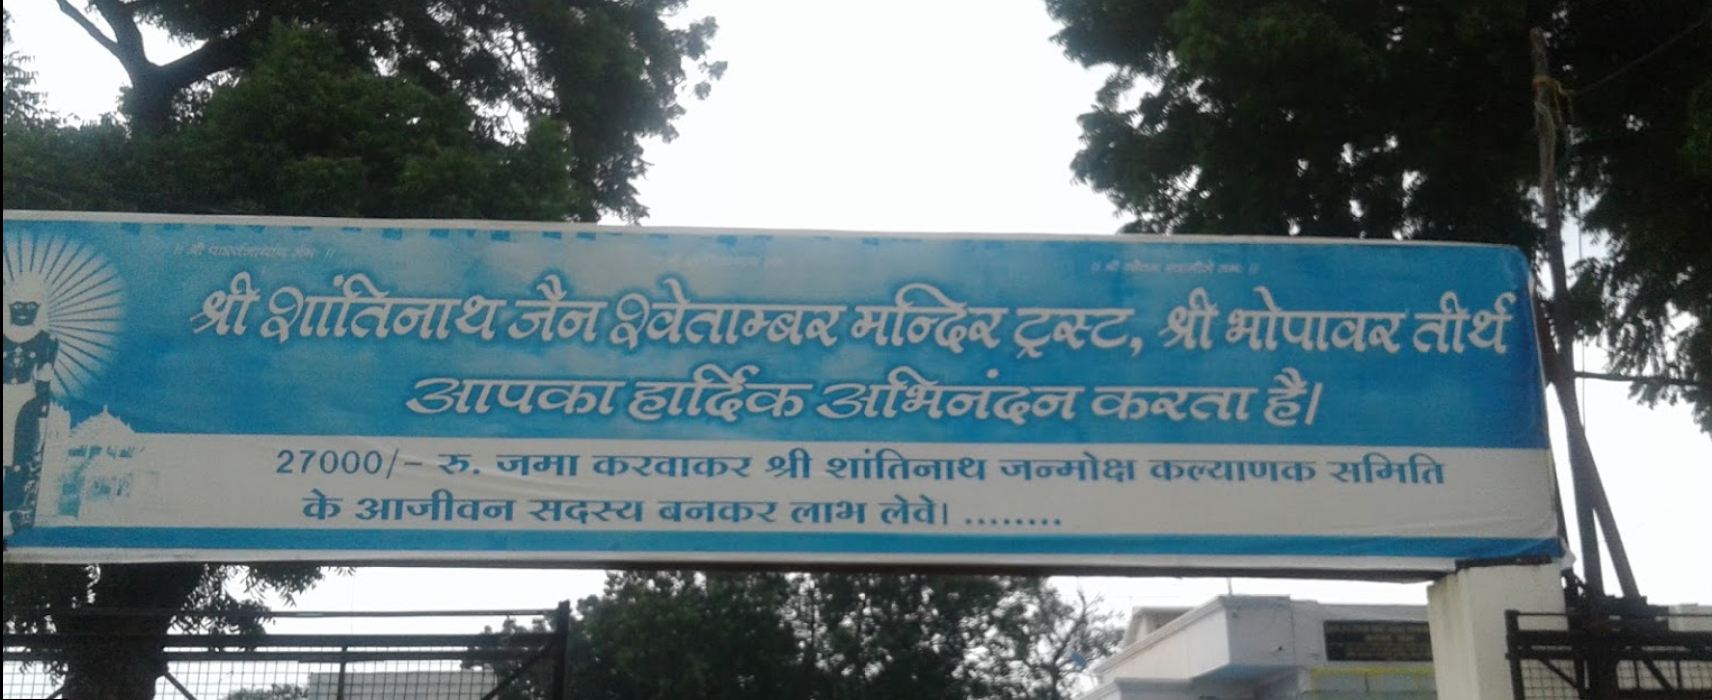 श्री शांतिनाथ जैन श्वेताम्बर मन्दिर ट्रस्ट, श्री भोपावर तीर्थ
आपका हार्दिक अभिनंदन करता है।
27000/- रु. जमा करवाकर श्री शांतिनाथ जन्मोक्ष कल्याणक समिति
के आजीवन सदस्य बनकर लाभ लेवे। ........